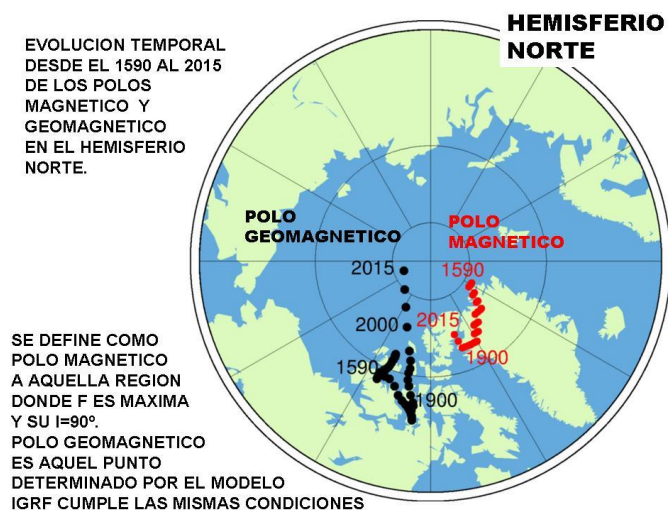 HEMISFERIO
NORTE
EVOLUCION TEMPORAL
DESDE EL 1590 AL 2015
DE LOS POLOS
MAGNETICO Y
GEOMAGNETICO
EN EL HEMISFERIO
NORTE.
POLO
GEOMAGNETICO
POLO
MAGNETICO
2015
1590
2000
2015
1590
1900
1900
SE DEFINE COMO
POLO MAGNETICO
A AQUELLA REGION
DONDE F ES MAXIMA
Y SU I=90º.
POLO GEOMAGNETICO
ES AQUEL PUNTO
DETERMINADO POR EL MODELO
IGRF CUMPLE LAS MISMAS CONDICIONES